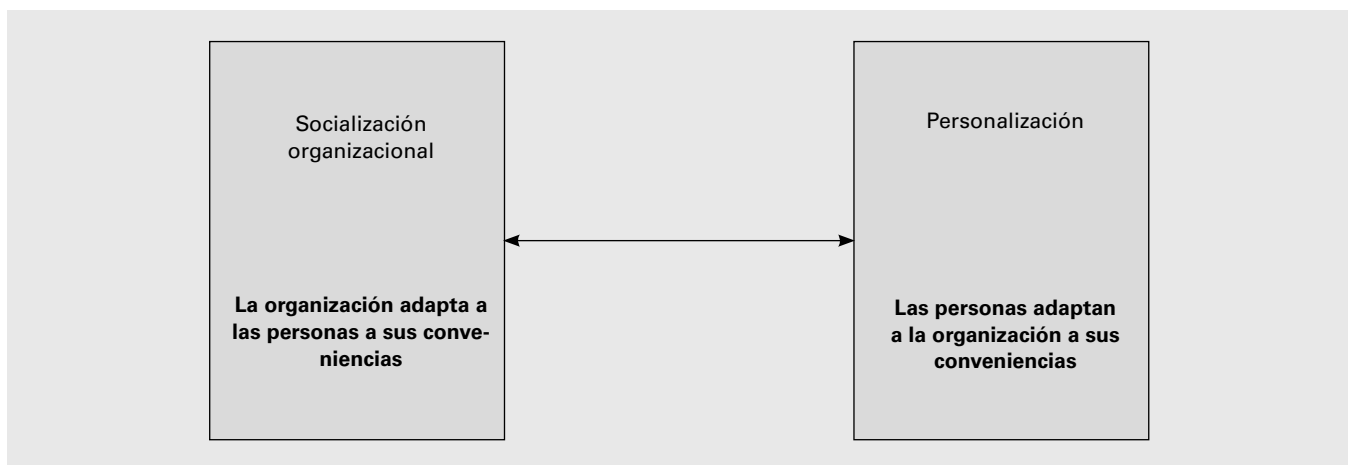 Socialización
organizacional
La organización adapta a
las personas a sus conve-
niencias
Personalización
Las personas adaptan
a la organización a sus
conveniencias